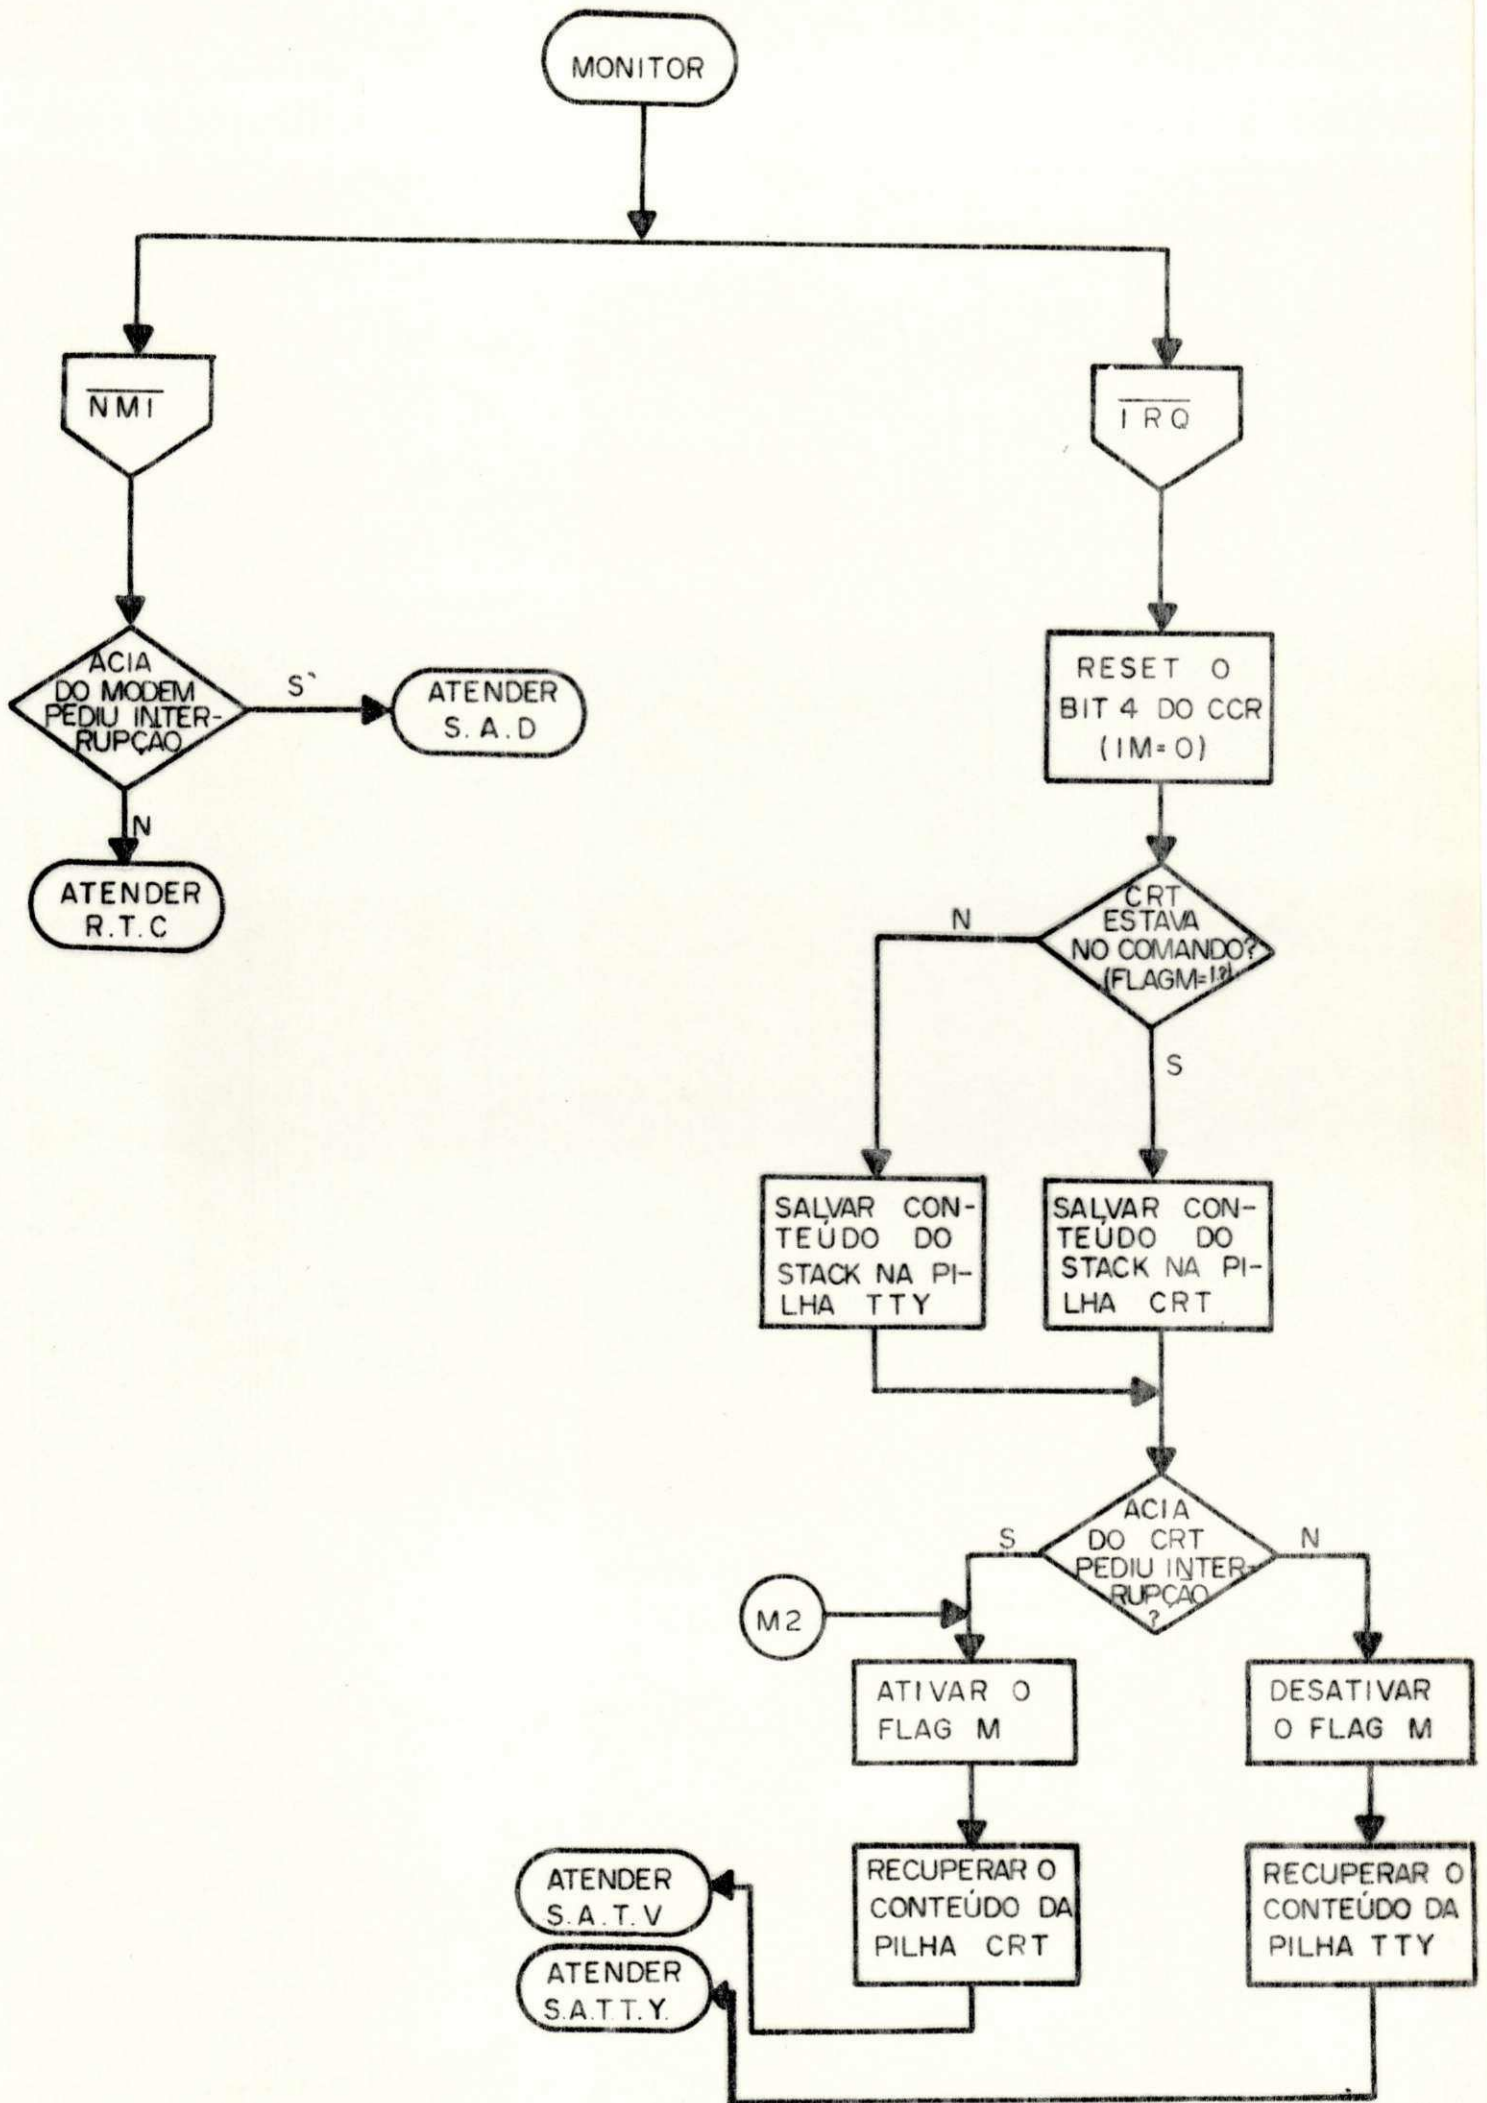 MONITOR
NMI
IRQ
ACIA
DO MODEM
PEDIU INTER-
RUPÇÃO
S
ATENDER
S.A.D
N
ATENDER
R.T.C
RESET O
BIT 4 DO CCR
(IM=O)
CRT
ESTAVA
NO COMANDO?
(FLAGM=1?)
N
S
SALVAR CON-
TEÚDO DO
STACK NA PI-
LHA TTY
SALVAR CON-
TEÚDO DO
STACK NA PI-
LHA CRT
ACIA
DO CRT
PEDIU INTER-
RUPÇÃO
?
S
N
M2
ATIVAR O
FLAG M
DESATIVAR
O FLAG M
RECUPERAR O
CONTEÚDO DA
PILHA CRT
RECUPERAR O
CONTEÚDO DA
PILHA TTY
ATENDER
S.A.T.V
ATENDER
S.A.T.T.Y.